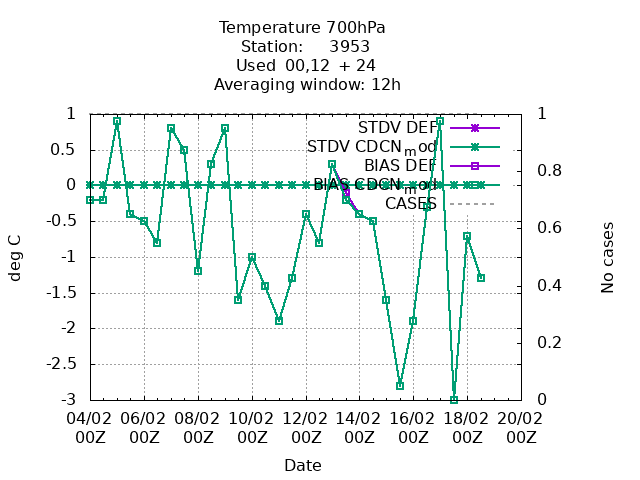 Temperature 700hPa
Station: 3953
Used 00,12 + 24
Averaging window: 12h
STDV DEF
STDV CDCN_mod
BIAS DEF
BIAS CDCN_mod
CASES
1
0.5
0
-0.5
-1
-1.5
-2
-2.5
-3
deg C
1
0.8
0.6
0.4
0.2
0
No cases
04/02 06/02 08/02 10/02 12/02 14/02 16/02 18/02 20/02
00Z 00Z 00Z 00Z 00Z 00Z 00Z 00Z 00Z
Date